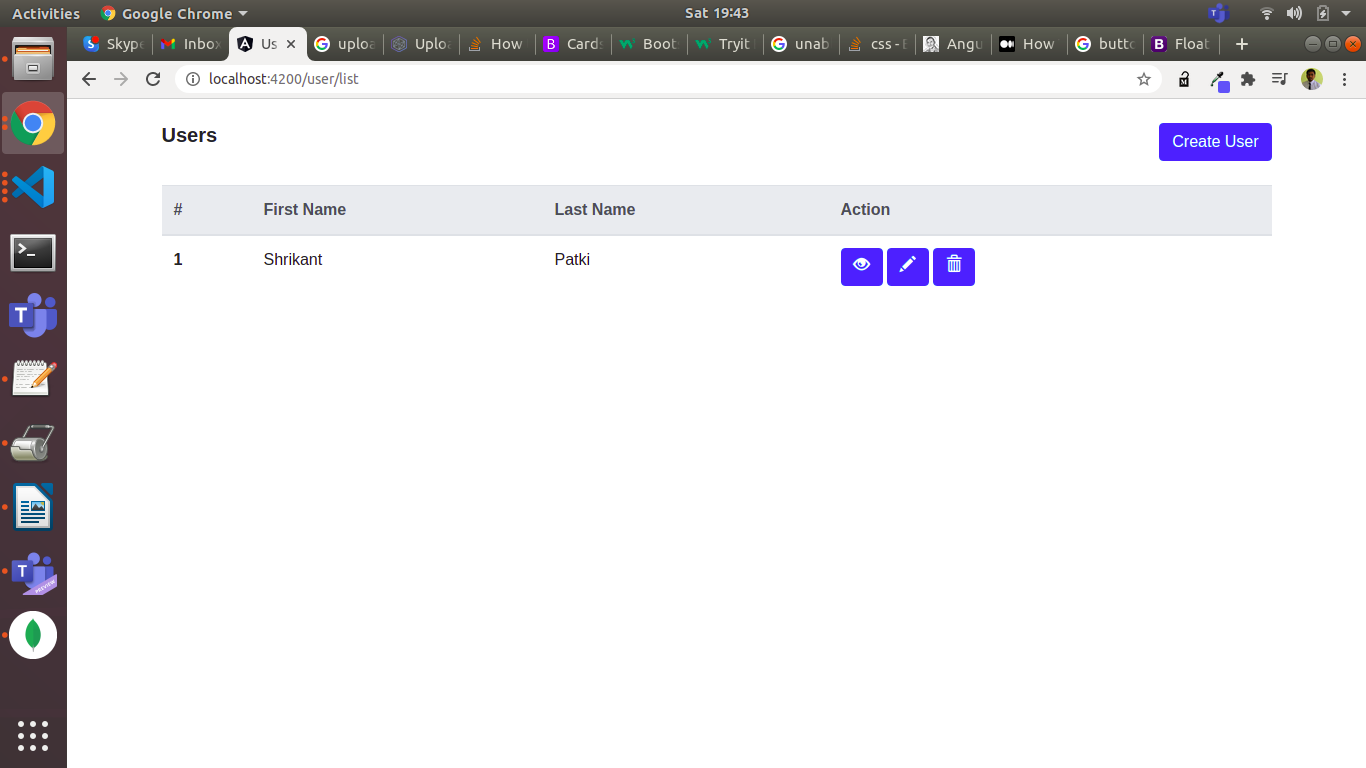 Activities Google Chrome Sat 19:43
Skype Inbox Us uploa Uploa How Cards Boot Tryit unab css - Angu How butto Float
localhost:4200/user/list
Users Create User
# First Name Last Name Action
1 Shrikant Patki